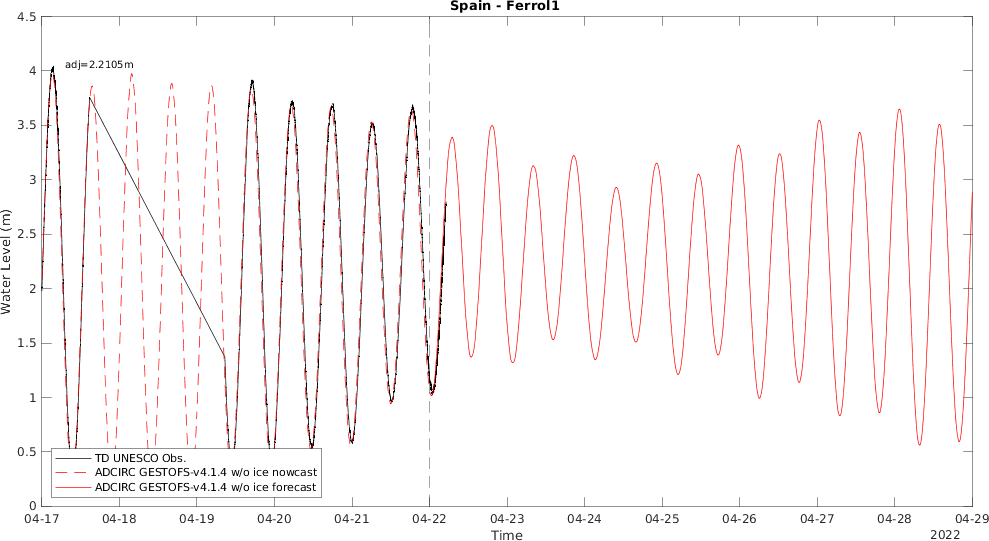 Spain - Ferrol1
4.5
4
3.5
3
2.5
2
1.5
1
0.5
0
Water Level (m)
adj=2.2105m
TD UNESCO Obs.
ADCIRC GESTOFS-v4.1.4 w/o ice nowcast
ADCIRC GESTOFS-v4.1.4 w/o ice forecast
04-17 04-18 04-19 04-20 04-21 04-22 04-23 04-24 04-25 04-26 04-27 04-28 04-29
Time
2022